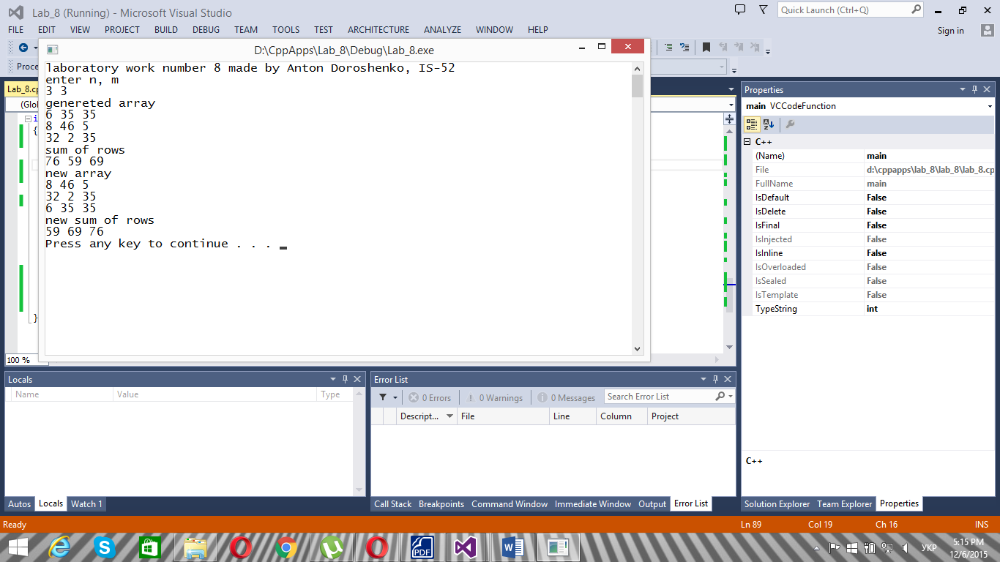 Lab_8 (Running) - Microsoft Visual Studio
Quick Launch (Ctrl+Q)
FILE EDIT VIEW PROJECT BUILD DEBUG TEAM TOOLS TEST ARCHITECTURE ANALYZE WINDOW HELP
Sign in
D:\CppApps\Lab_8\Debug\Lab_8.exe
laboratory work number 8 made by Anton Doroshenko, IS-52
enter n, m
3 3
genereted array
6 35 35
8 46 5
32 2 35
sum of rows
76 59 69
new array
8 46 5
32 2 35
6 35 35
new sum of rows
59 69 76
Press any key to continue . . .
Proce
Lab_8.cp
(Glo
i
{
}
100 %
Properties
main VCCodeFunction
C++
(Name) main
File d:\cppapps\lab_8\lab_8\lab_8.cp
FullName main
IsDefault False
IsDelete False
IsFinal False
IsInjected False
IsInline False
IsOverloaded False
IsSealed False
IsTemplate False
TypeString int
C++
Locals
Name Value Type
Autos Locals Watch 1
Error List
0 Errors 0 Warnings 0 Messages Search Error List
Descript... File Line Column Project
Call Stack Breakpoints Command Window Immediate Window Output Error List
Solution Explorer Team Explorer Properties
Ready Ln 89 Col 19 Ch 16 INS
PDF
УКР
5:15 PM
12/6/2015